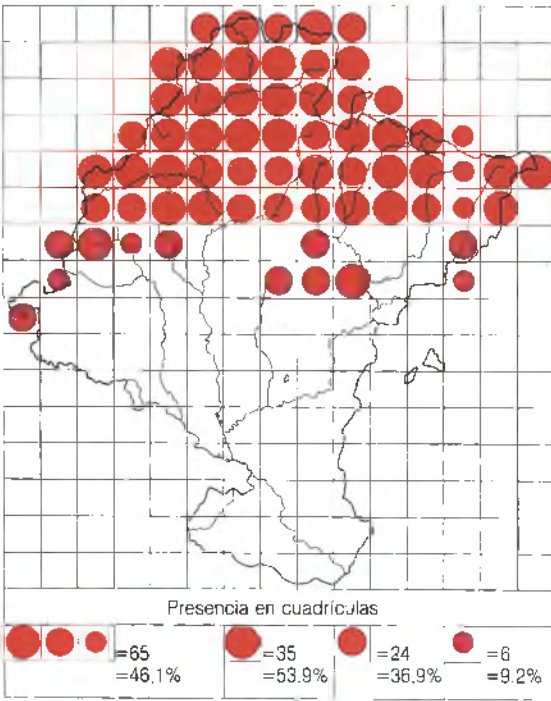 Presencia en cuadrículas
=65 =35 =24 =6
=46,1% =53.9% =36.9% =9.2%